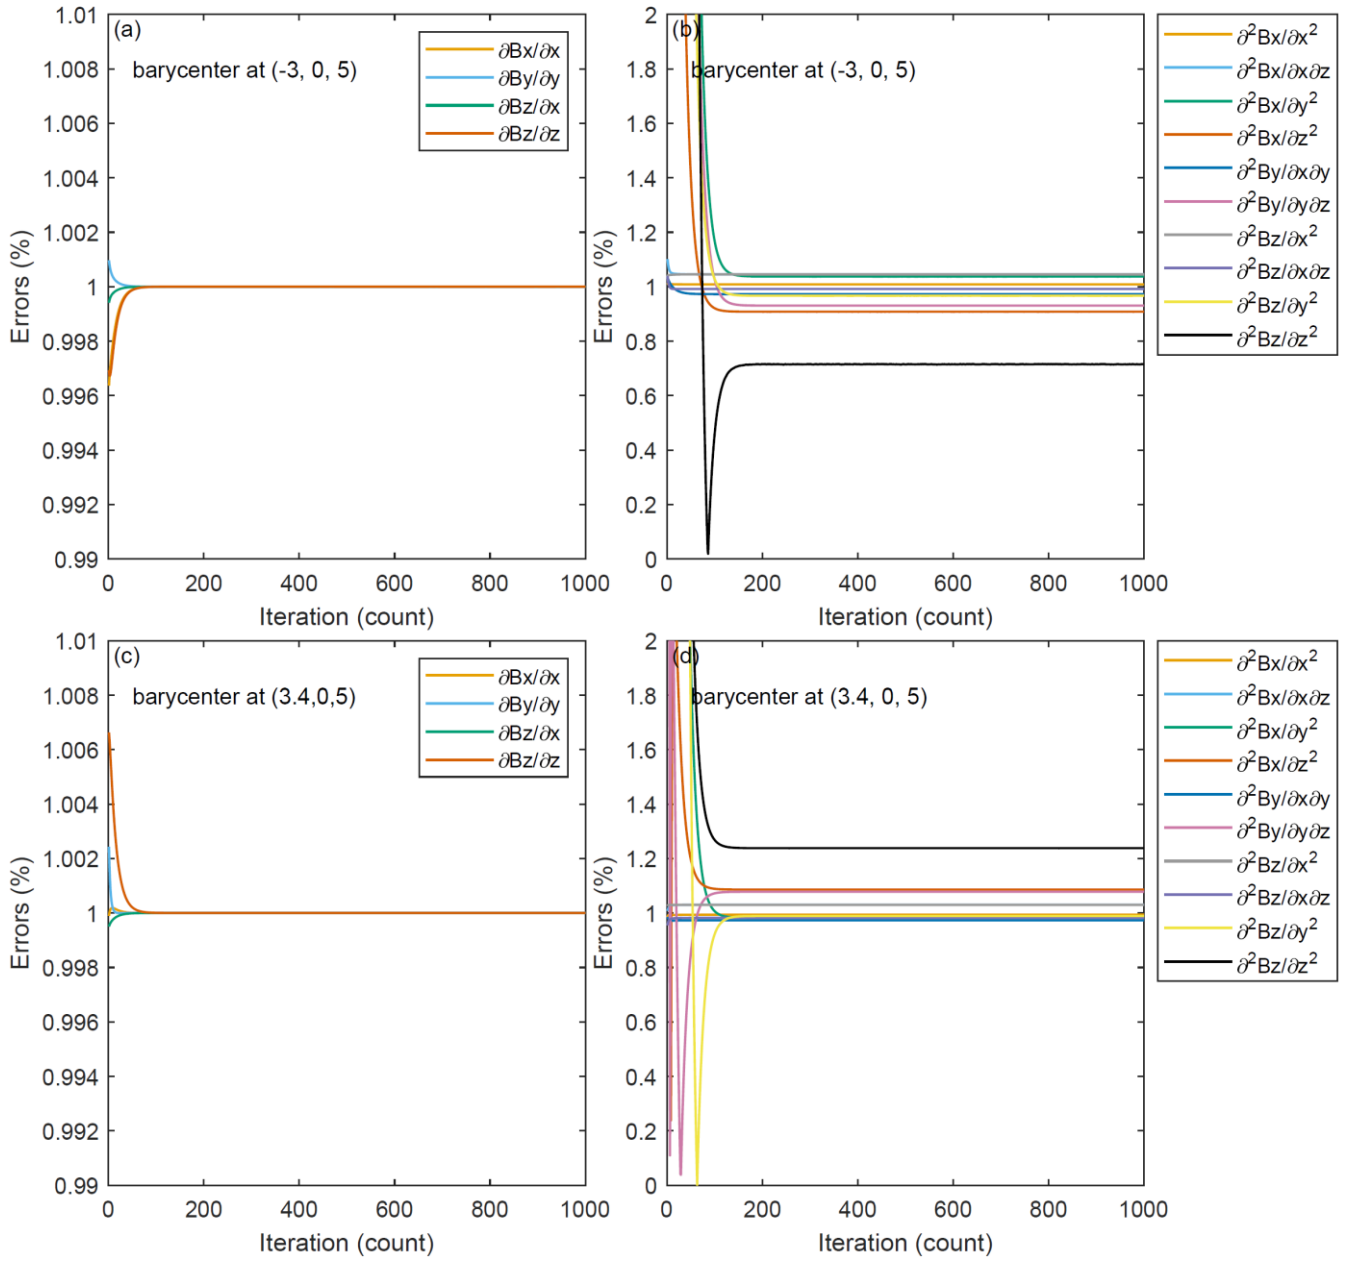 (a)
barycenter at (-3, 0, 5)
∂Bx/∂x
∂By/∂y
∂Bz/∂x
∂Bz/∂z
1.01
1.008
1.006
1.004
1.002
1
0.998
0.996
0.994
0.992
0.99
Errors (%)
0 200 400 600 800 1000
Iteration (count)
(b)
barycenter at (-3, 0, 5)
2
1.8
1.6
1.4
1.2
1
0.8
0.6
0.4
0.2
0
Errors (%)
0 200 400 600 800 1000
Iteration (count)
∂²Bx/∂x²
∂²Bx/∂x∂z
∂²Bx/∂y²
∂²Bx/∂z²
∂²By/∂x∂y
∂²By/∂y∂z
∂²Bz/∂x²
∂²Bz/∂x∂z
∂²Bz/∂y²
∂²Bz/∂z²
(c)
barycenter at (3.4,0,5)
∂Bx/∂x
∂By/∂y
∂Bz/∂x
∂Bz/∂z
1.01
1.008
1.006
1.004
1.002
1
0.998
0.996
0.994
0.992
0.99
Errors (%)
0 200 400 600 800 1000
Iteration (count)
(d)
barycenter at (3.4, 0, 5)
2
1.8
1.6
1.4
1.2
1
0.8
0.6
0.4
0.2
0
Errors (%)
0 200 400 600 800 1000
Iteration (count)
∂²Bx/∂x²
∂²Bx/∂x∂z
∂²Bx/∂y²
∂²Bx/∂z²
∂²By/∂x∂y
∂²By/∂y∂z
∂²Bz/∂x²
∂²Bz/∂x∂z
∂²Bz/∂y²
∂²Bz/∂z²